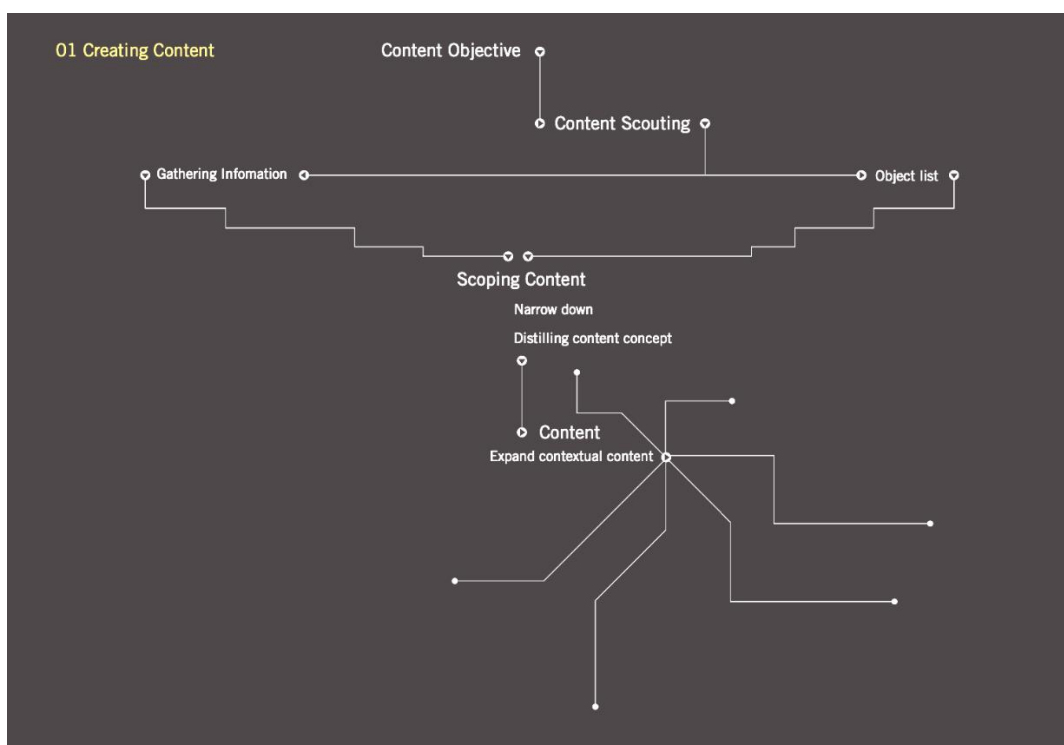 01 Creating Content
Content Objective
Content Scouting
Gathering Infomation
Object list
Scoping Content
Narrow down
Distilling content concept
Content
Expand contextual content